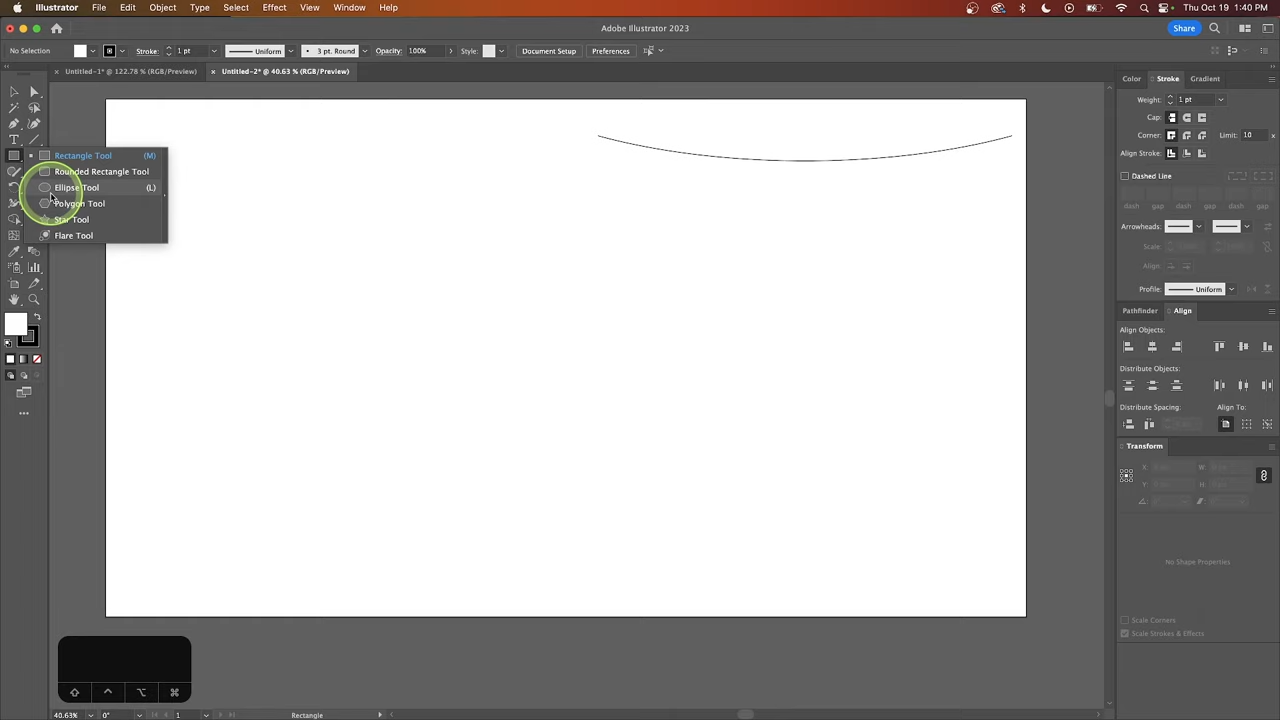 Illustrator File Edit Object Type Select Effect View Window Help Thu Oct 19 1:40 PM
Adobe Illustrator 2023 Share
No Selection Stroke: 1 pt Uniform 3 pt. Round Opacity: 100% Style: Document Setup Preferences
× Untitled-1* @ 122.78 % (RGB/Preview) × Untitled-2* @ 40.63 % (RGB/Preview)
Color Stroke Gradient
Weight: 1 pt
Cap:
Corner: Limit: 10 x
Align Stroke:
Dashed Line
dash gap dash gap dash gap
Arrowheads:
Scale: 100% 100%
Align:
Profile: Uniform
Pathfinder Align
Align Objects:
Distribute Objects:
Distribute Spacing: Align To:
Transform
X: W:
Y: H:
No Shape Properties
Scale Corners
Scale Strokes & Effects
Rectangle Tool (M)
Rounded Rectangle Tool
Ellipse Tool (L)
Polygon Tool
Star Tool
Flare Tool
40.63% 0° 1 Rectangle